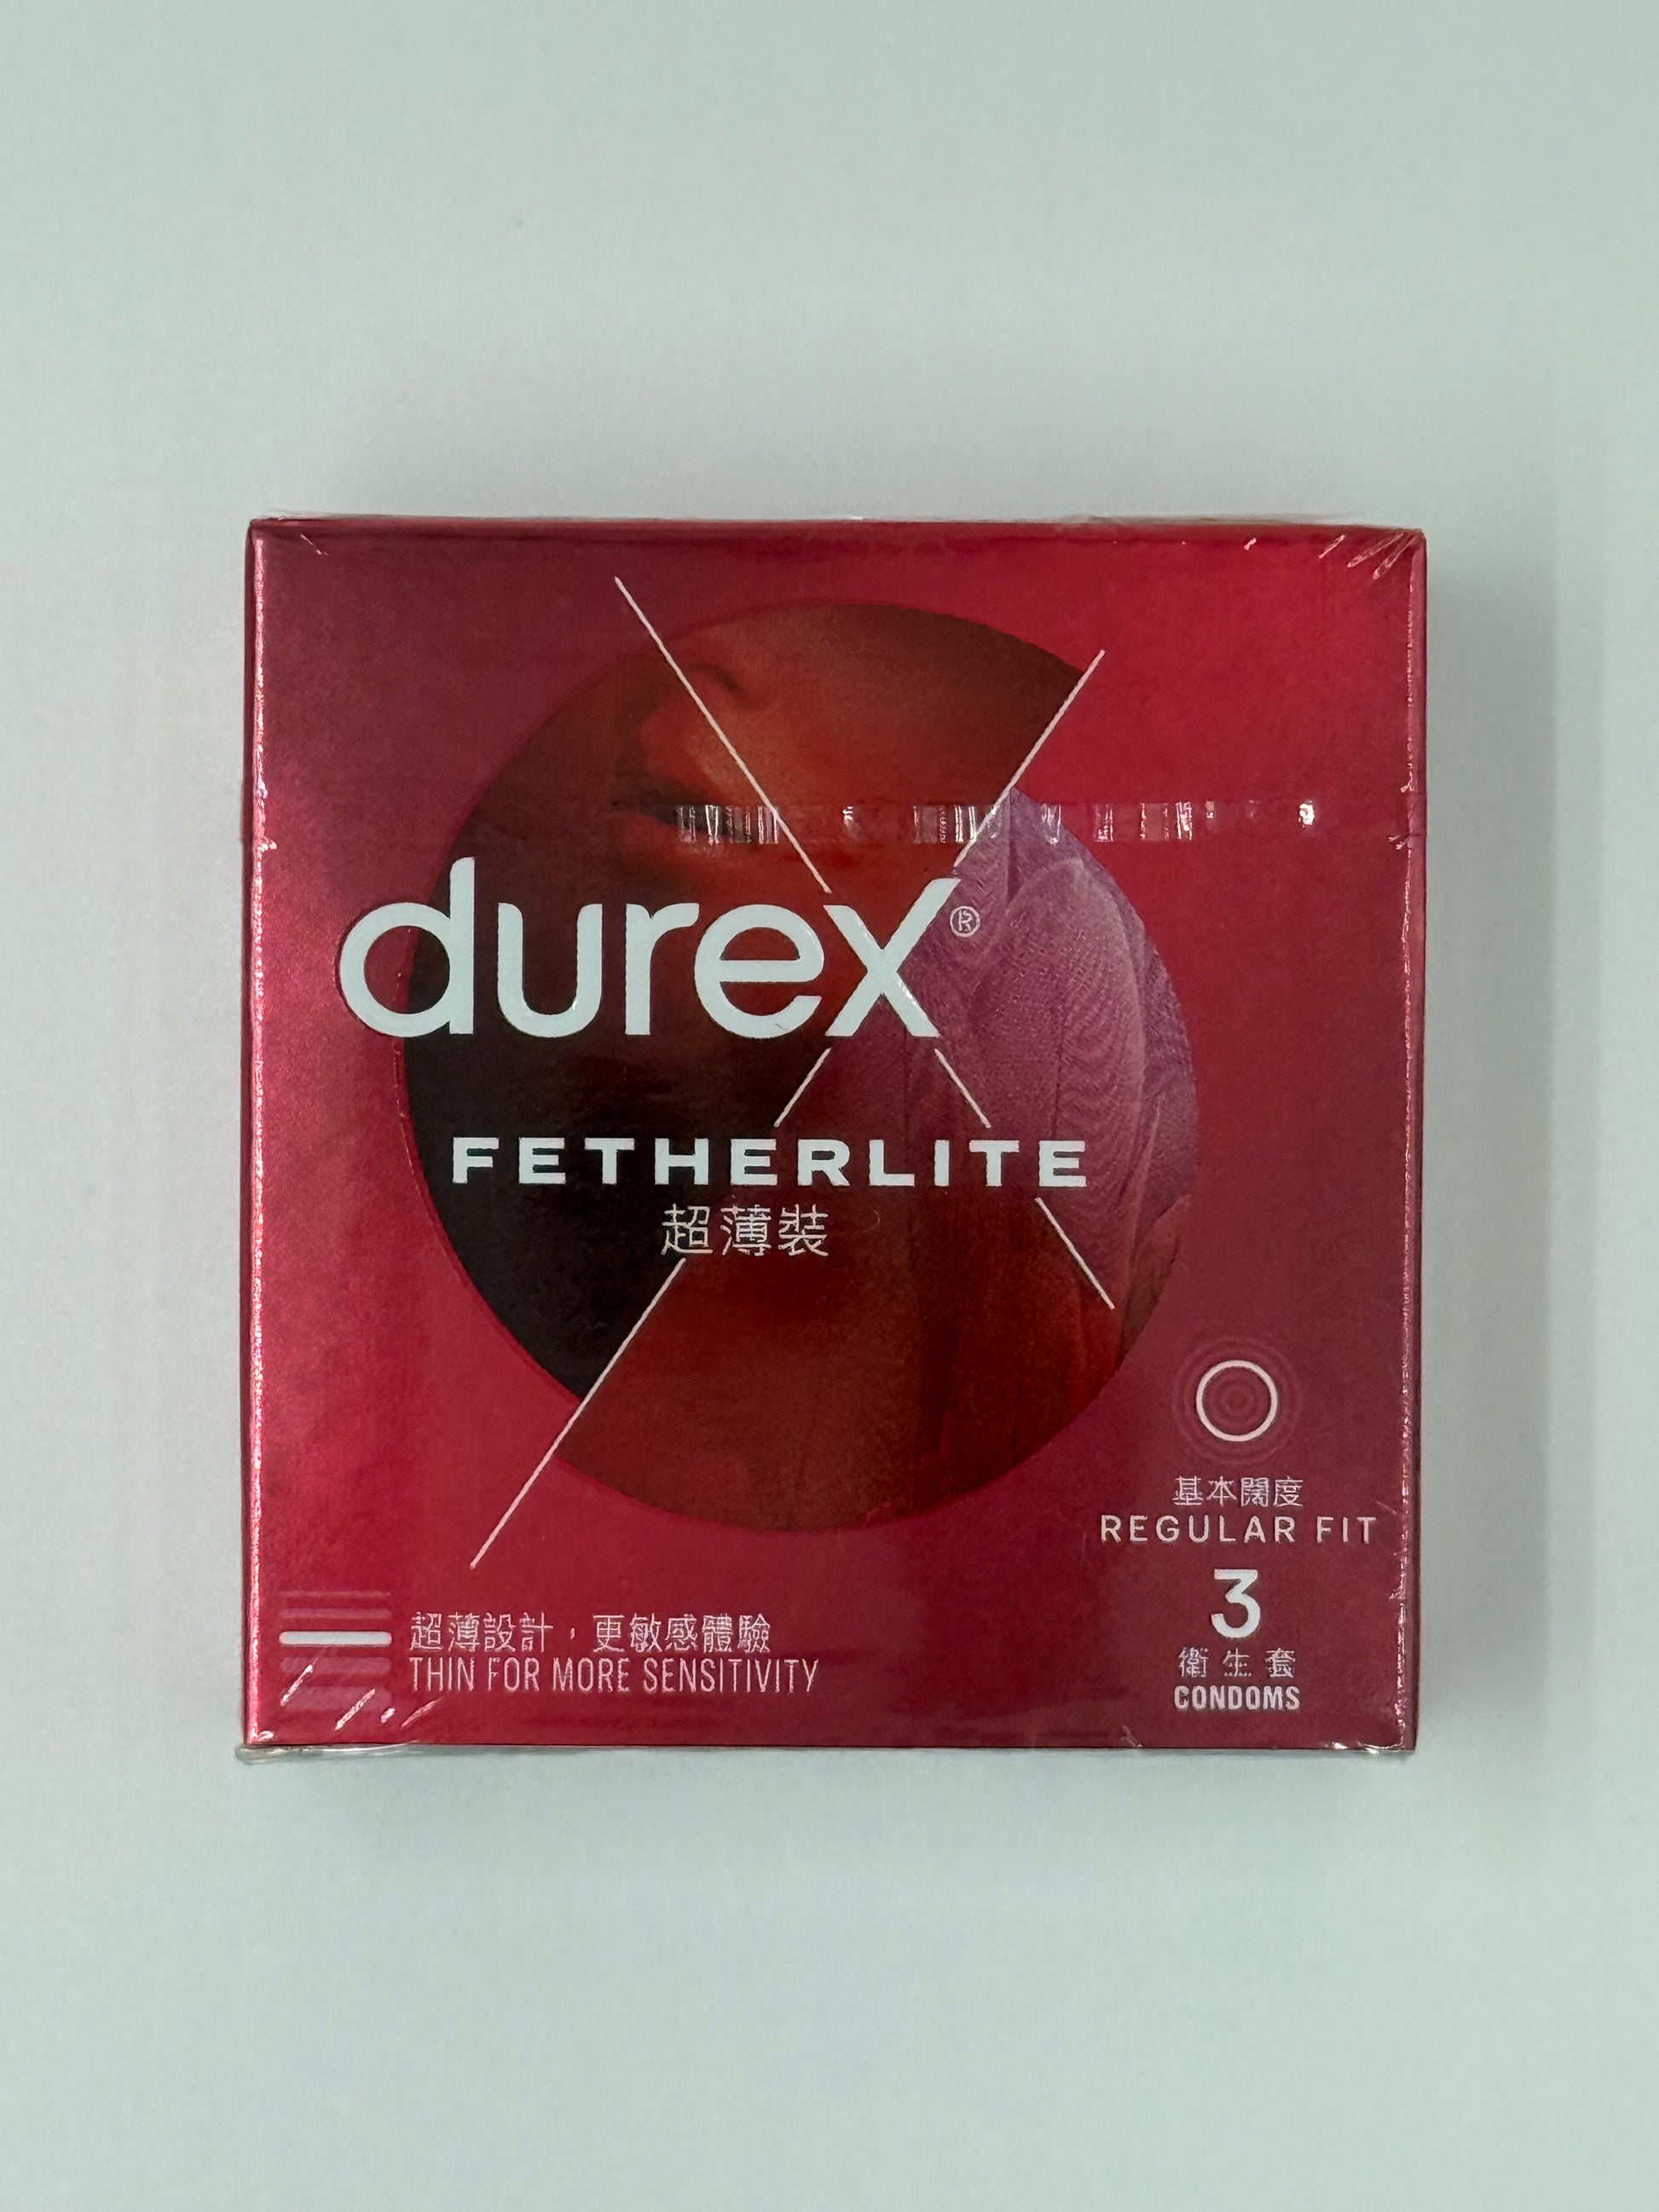 durex®
FETHERLITE
超薄裝
基本闊度
REGULAR FIT
3
衛生套
CONDOMS
超薄設計，更敏感體驗
THIN FOR MORE SENSITIVITY